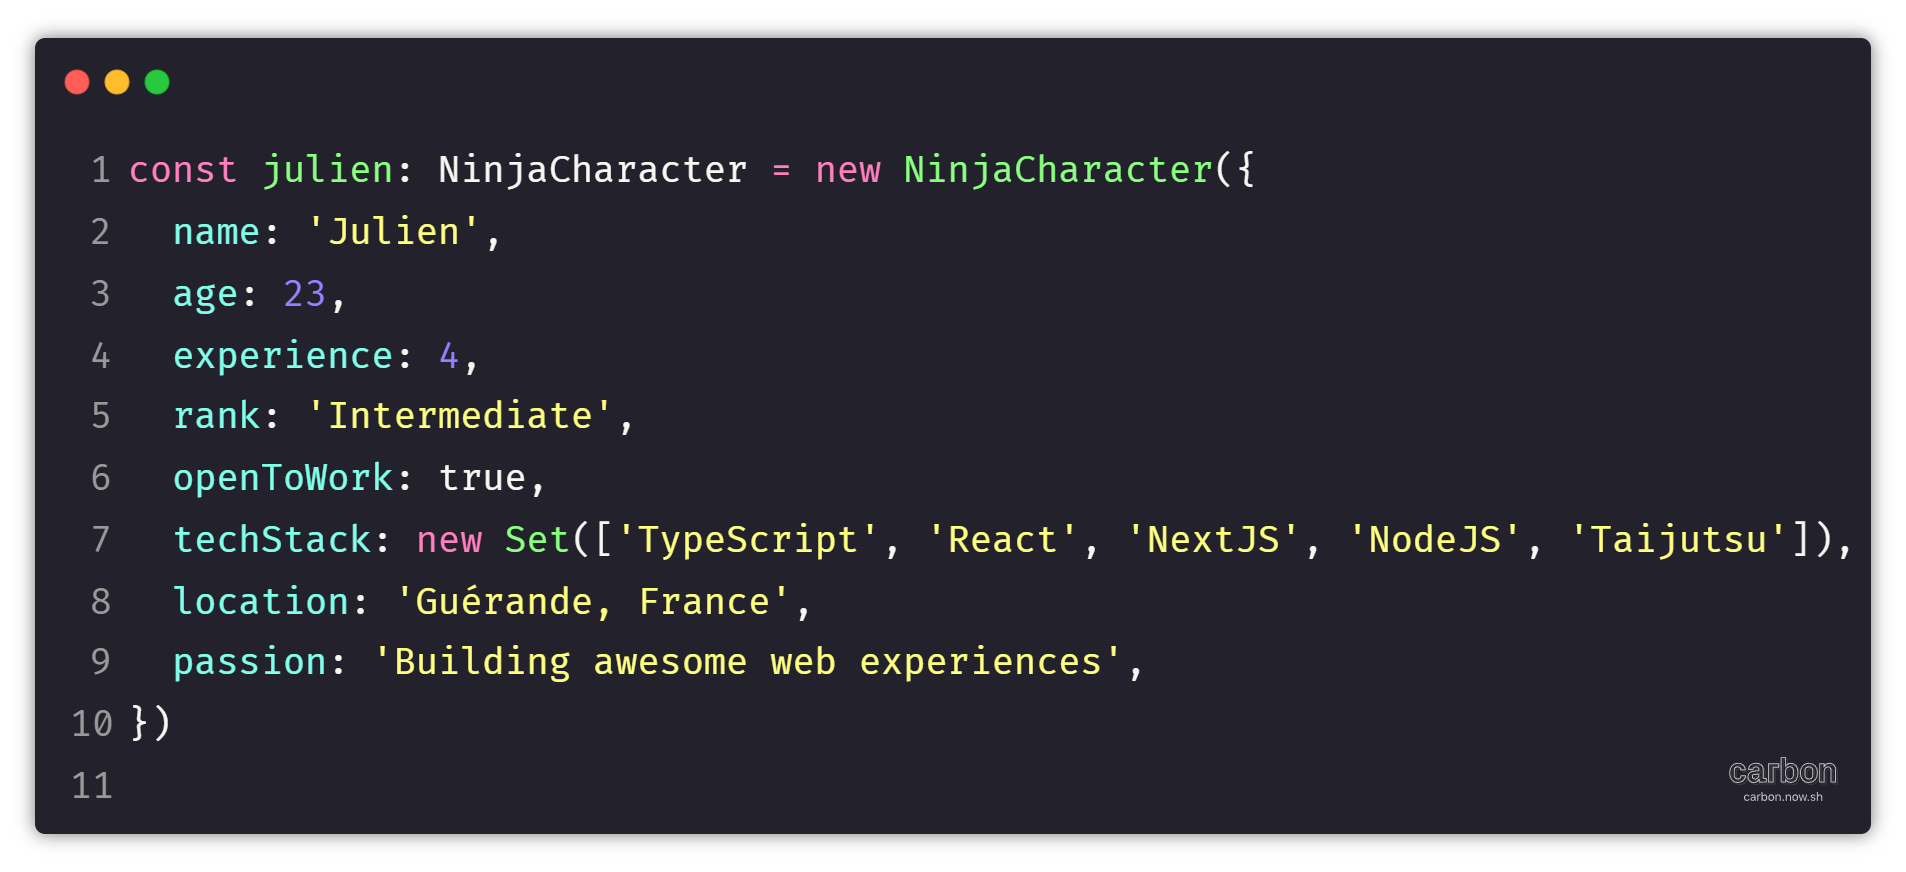 1 const julien: NinjaCharacter = new NinjaCharacter({
2   name: 'Julien',
3   age: 23,
4   experience: 4,
5   rank: 'Intermediate',
6   openToWork: true,
7   techStack: new Set(['TypeScript', 'React', 'NextJS', 'NodeJS', 'Taijutsu']),
8   location: 'Guérande, France',
9   passion: 'Building awesome web experiences',
10 })
11
carbon
carbon.now.sh